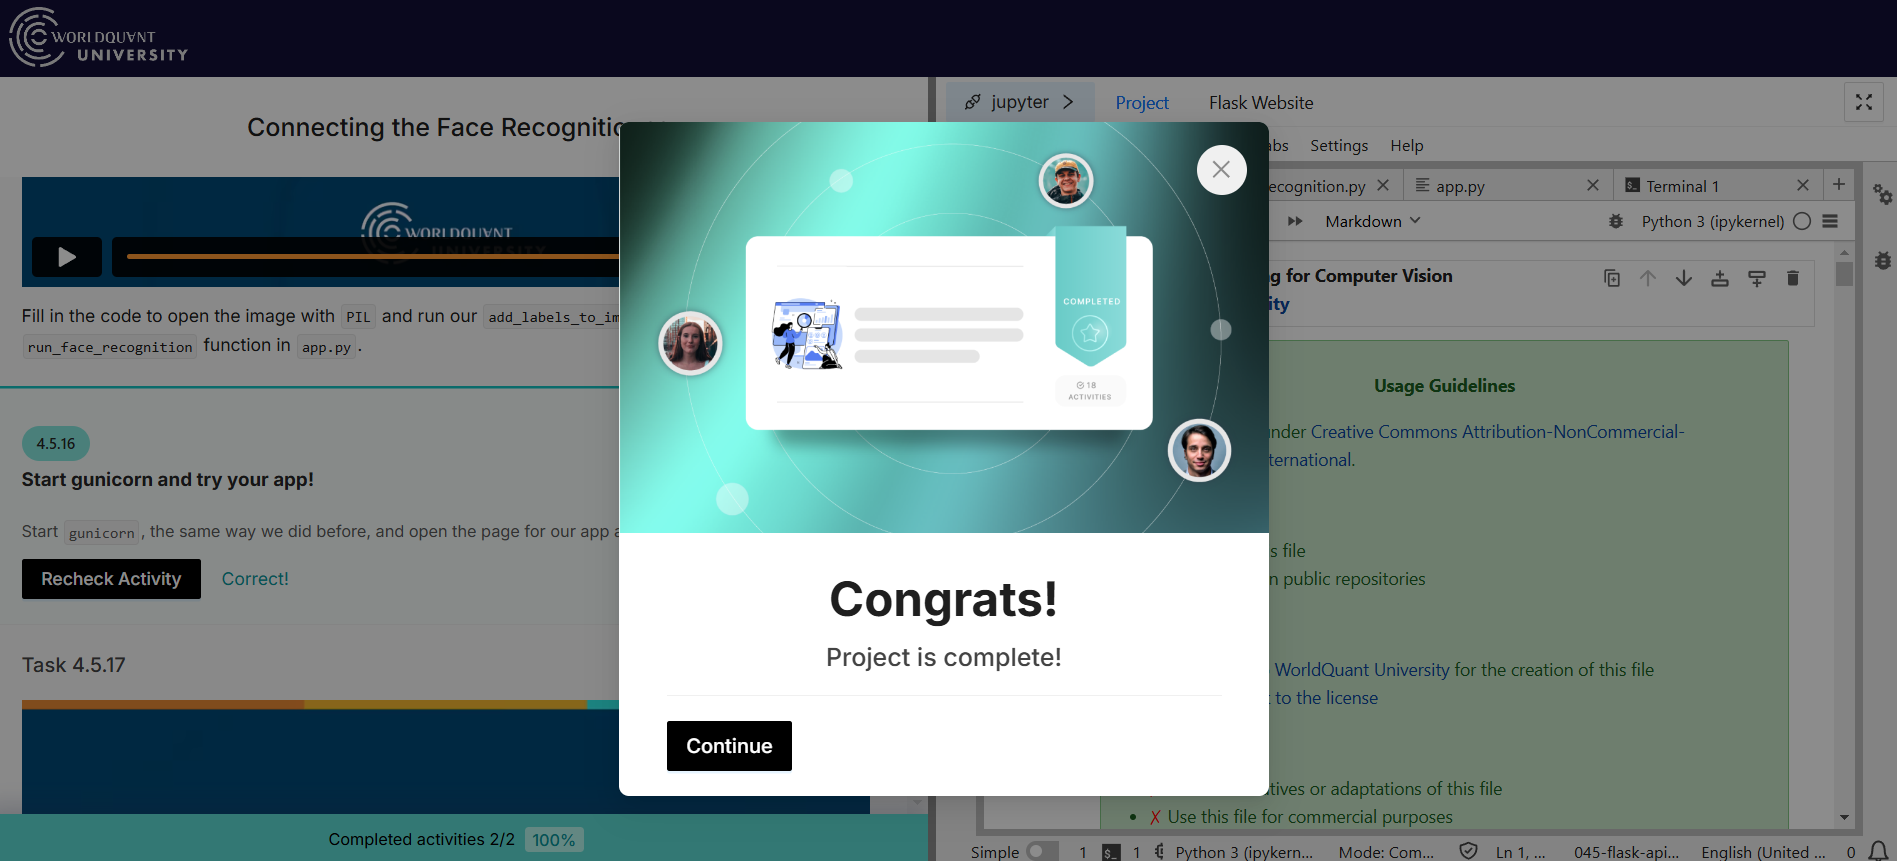 WORLDQUANT
UNIVERSITY
Connecting the Face Recognitio
WORLDQUANT
UNIVERSITY
Fill in the code to open the image with PIL and run our add_labels_to_im
run_face_recognition function in app.py.
4.5.16
Start gunicorn and try your app!
Start gunicorn, the same way we did before, and open the page for our app a
Recheck Activity Correct!
Task 4.5.17
Completed activities 2/2 100%
COMPLETED
18
ACTIVITIES
Congrats!
Project is complete!
Continue
jupyter Project Flask Website
abs Settings Help
ecognition.py app.py Terminal 1
Markdown Python 3 (ipykernel)
g for Computer Vision
ity
Usage Guidelines
nder Creative Commons Attribution-NonCommercial-
ternational.
s file
n public repositories
WorldQuant University for the creation of this file
to the license
tives or adaptations of this file
✗ Use this file for commercial purposes
Simple 1 1 Python 3 (ipykern... Mode: Com... Ln 1, ... 045-flask-api... English (United ... 0